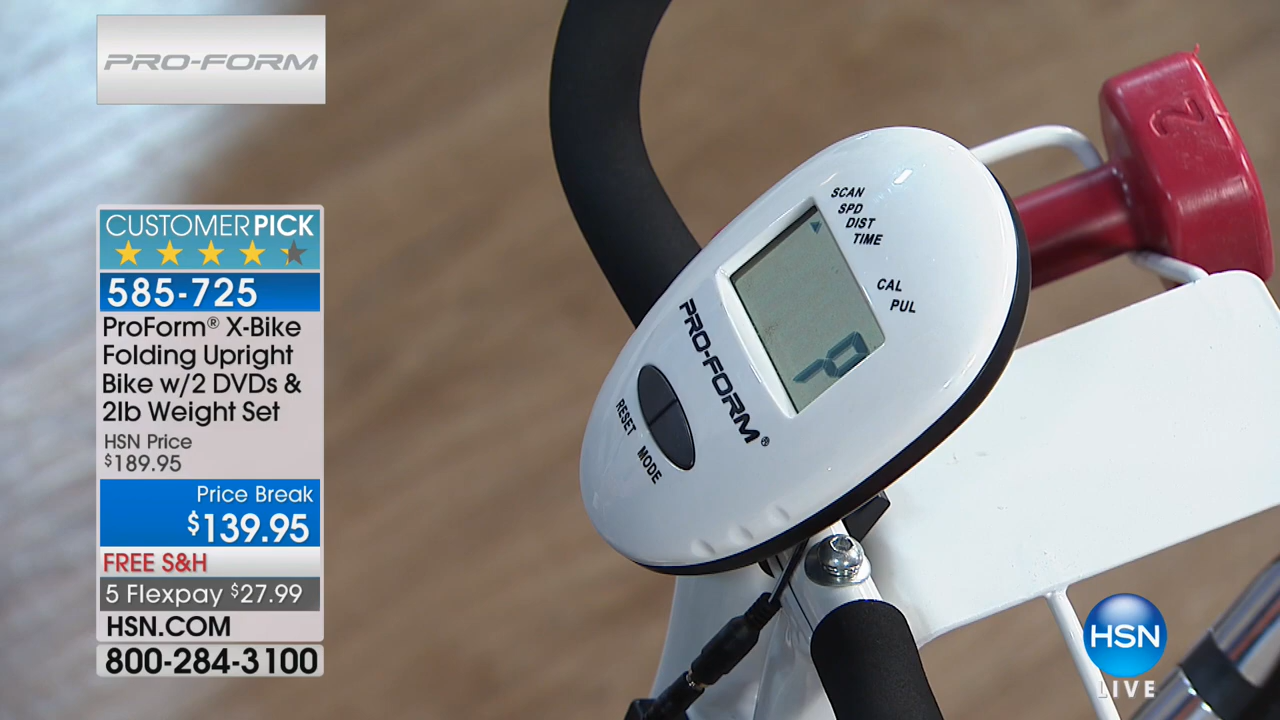 PRO-FORM
CUSTOMER PICK
585-725
ProForm® X-Bike
Folding Upright
Bike w/2 DVDs &
2lb Weight Set
HSN Price
$189.95
Price Break
$139.95
FREE S&H
5 Flexpay $27.99
HSN.COM
800-284-3100
SCAN
SPD
DIST
TIME
CAL
PUL
PRO-FORM®
RESET MODE
2
HSN
LIVE